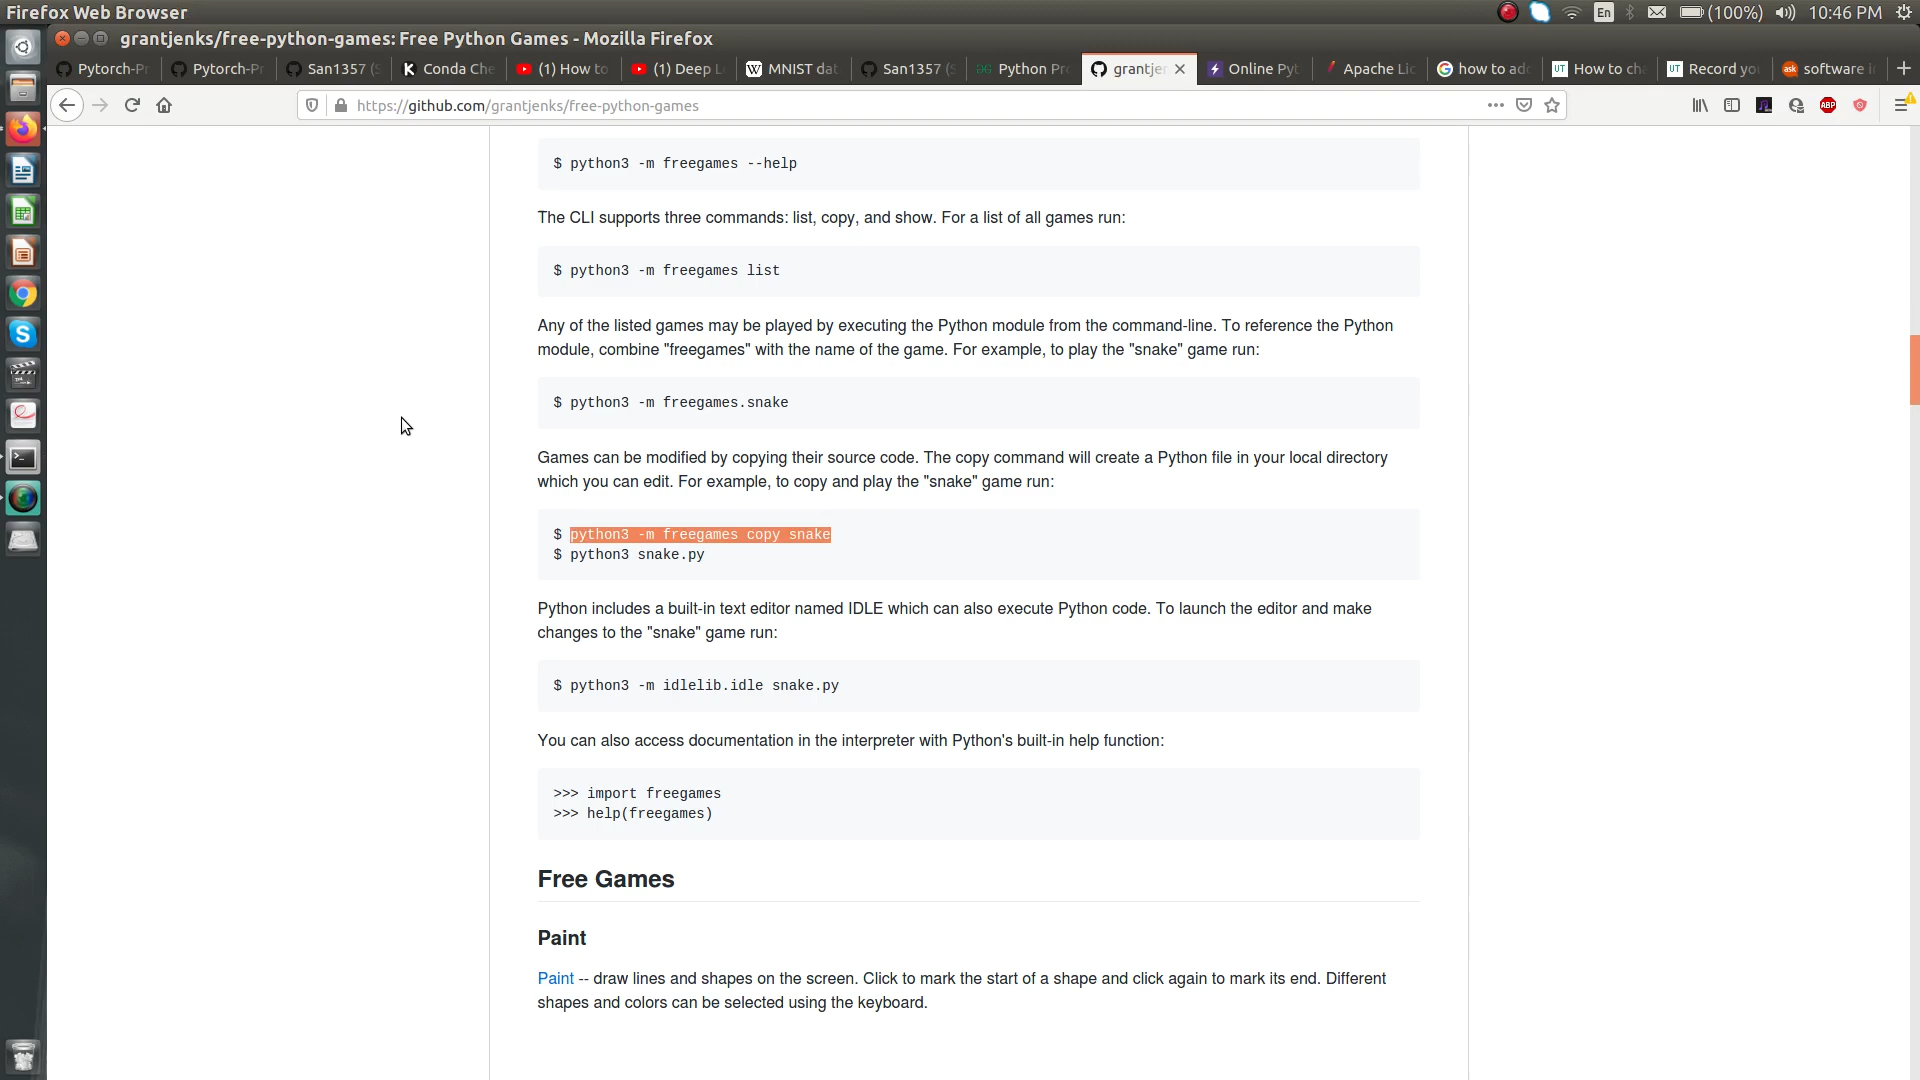 Firefox Web Browser
En
(100%)
10:46 PM
grantjenks/free-python-games: Free Python Games - Mozilla Firefox
Pytorch-Pr
Pytorch-Pr
San1357 (S
K Conda Che
(1) How to
(1) Deep L
W MNIST dat
San1357 (S
Python Pr
grantjer
Online Pyt
Apache Lic
G how to add
UT How to cha
UT Record yo
ask software i
https://github.com/grantjenks/free-python-games
ABP
$ python3 -m freegames --help
The CLI supports three commands: list, copy, and show. For a list of all games run:
$ python3 -m freegames list
Any of the listed games may be played by executing the Python module from the command-line. To reference the Python
module, combine "freegames" with the name of the game. For example, to play the "snake" game run:
$ python3 -m freegames.snake
Games can be modified by copying their source code. The copy command will create a Python file in your local directory
which you can edit. For example, to copy and play the "snake" game run:
$ python3 -m freegames copy snake
$ python3 snake.py
Python includes a built-in text editor named IDLE which can also execute Python code. To launch the editor and make
changes to the "snake" game run:
$ python3 -m idlelib.idle snake.py
You can also access documentation in the interpreter with Python's built-in help function:
>>> import freegames
>>> help(freegames)
Free Games
Paint
Paint -- draw lines and shapes on the screen. Click to mark the start of a shape and click again to mark its end. Different
shapes and colors can be selected using the keyboard.